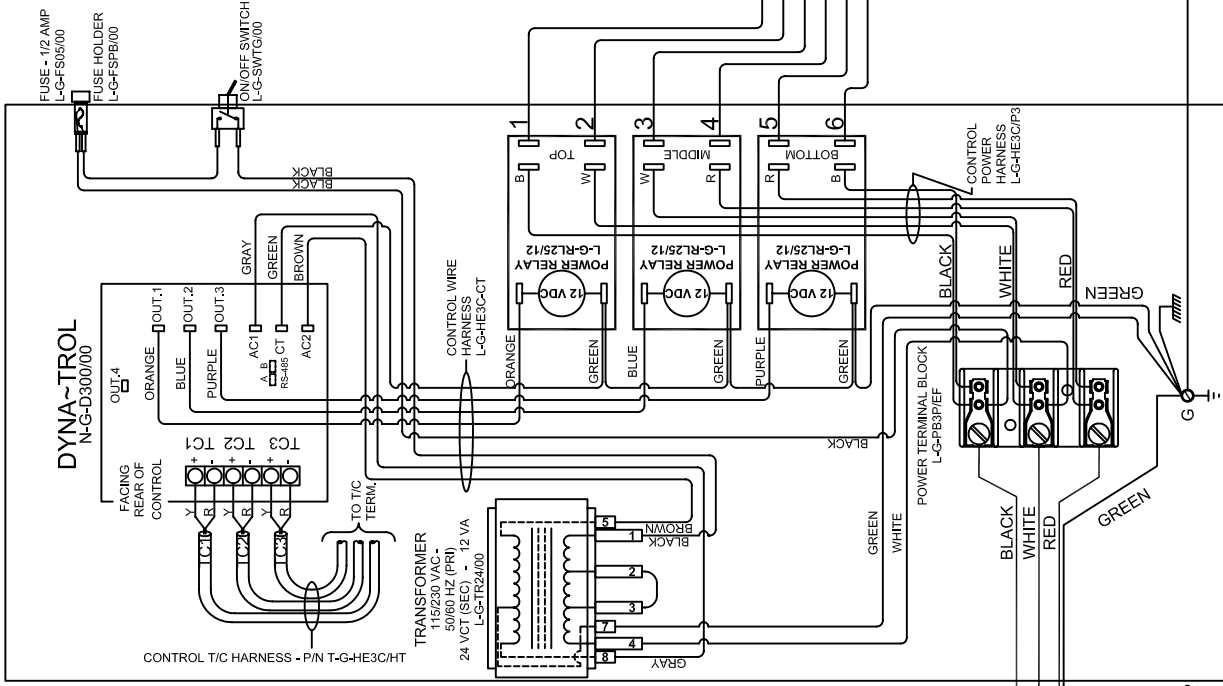 FUSE - 1/2 AMP
L-G-FS05/00
FUSE HOLDER
L-G-FSPB/00
ON/OFF SWITCH
L-G-SWTG/00
BLACK
BLACK
DYNA~TROL
N-G-D300/00
OUT.4
OUT.1
OUT.2
OUT.3
ORANGE
BLUE
PURPLE
GRAY
GREEN
BROWN
AC1
CT
AC2
A B
RS-485
FACING
REAR OF
CONTROL
TC1
TC2
TC3
+
-
+
-
+
-
Y
R
Y
R
Y
R
C1
C2
C3
TO T/C
TERM.
CONTROL T/C HARNESS - P/N T-G-HE3C/HT
CONTROL WIRE
HARNESS
L-G-HE3C-CT
1
2
3
4
5
6
TOP
MIDDLE
BOTTOM
B
W
W
R
R
B
POWER RELAY
L-G-RL25/12
12 VDC
POWER RELAY
L-G-RL25/12
12 VDC
POWER RELAY
L-G-RL25/12
12 VDC
ORANGE
GREEN
BLUE
GREEN
PURPLE
GREEN
CONTROL
POWER
HARNESS
L-G-HE3C/P3
BLACK
WHITE
RED
GREEN
BLACK
POWER TERMINAL BLOCK
L-G-PB3P/EF
GREEN
WHITE
TRANSFORMER
115/230 VAC -
50/60 HZ (PRI)
24 VCT (SEC) - 12 VA
L-G-TR24/00
5
1
2
3
7
4
8
BROWN
BLACK
GRAY
BLACK
WHITE
RED
GREEN
G